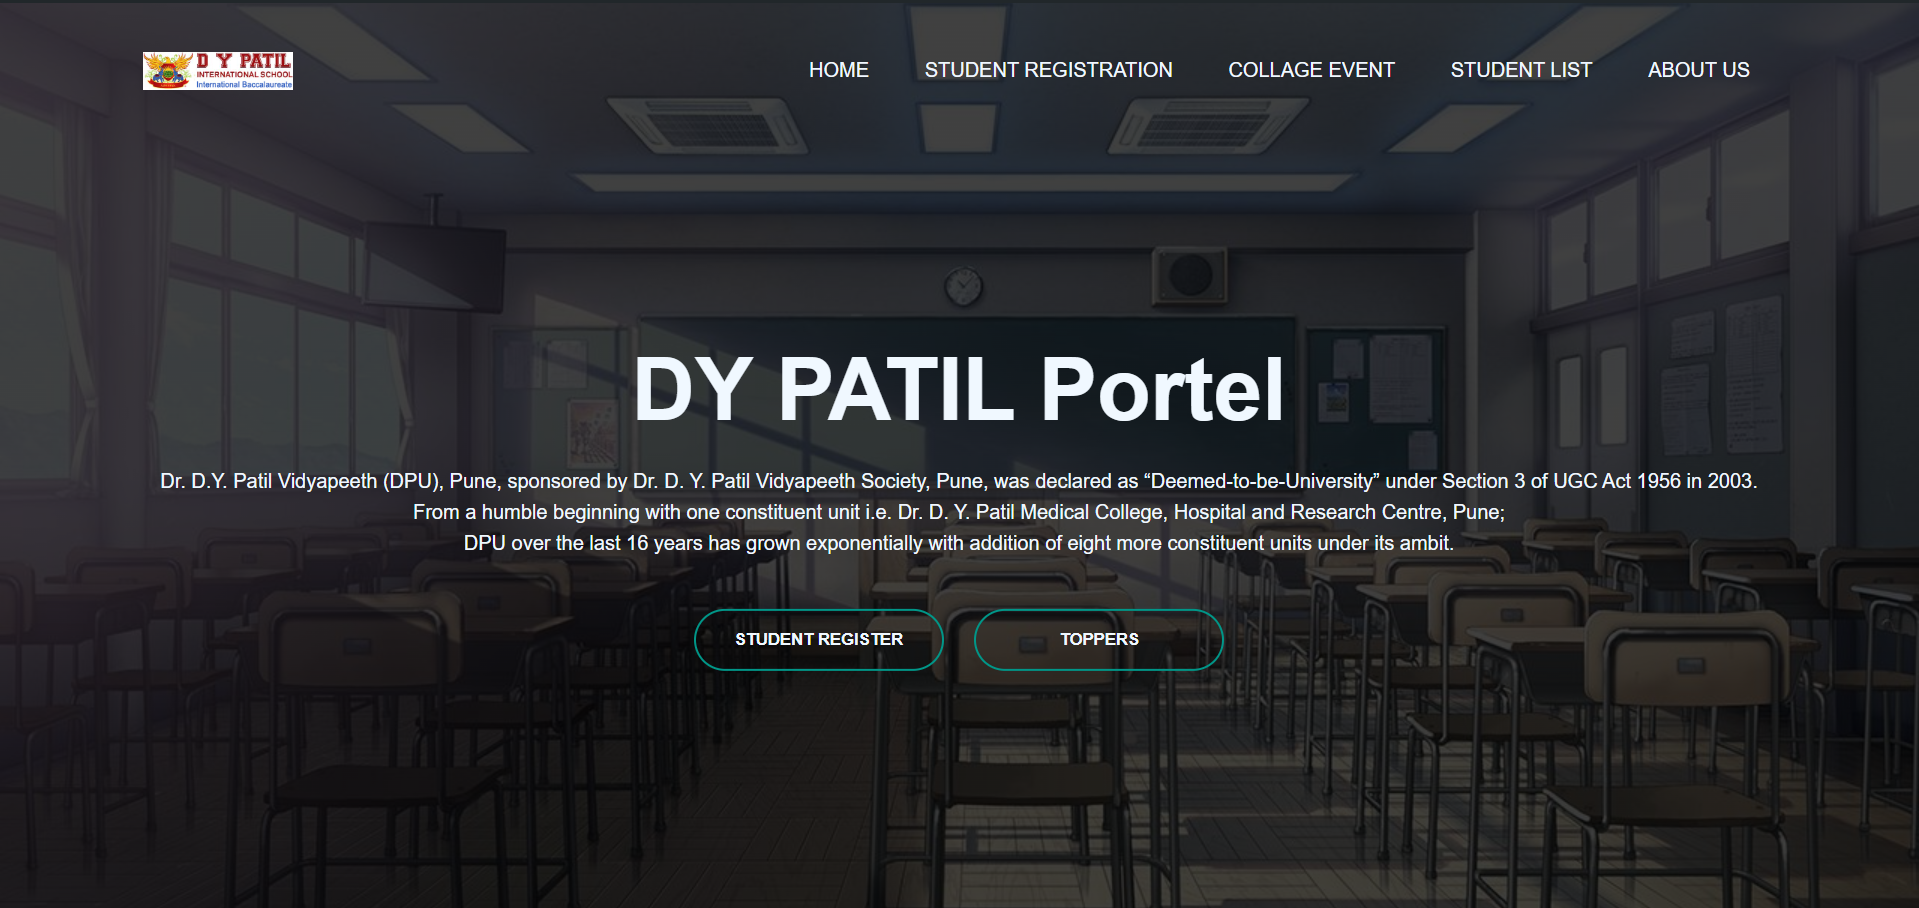 D Y PATIL
INTERNATIONAL SCHOOL
International Baccalaureate
HOME
STUDENT REGISTRATION
COLLAGE EVENT
STUDENT LIST
ABOUT US
DY PATIL Portel
Dr. D.Y. Patil Vidyapeeth (DPU), Pune, sponsored by Dr. D. Y. Patil Vidyapeeth Society, Pune, was declared as “Deemed-to-be-University” under Section 3 of UGC Act 1956 in 2003.
From a humble beginning with one constituent unit i.e. Dr. D. Y. Patil Medical College, Hospital and Research Centre, Pune;
DPU over the last 16 years has grown exponentially with addition of eight more constituent units under its ambit.
STUDENT REGISTER
TOPPERS